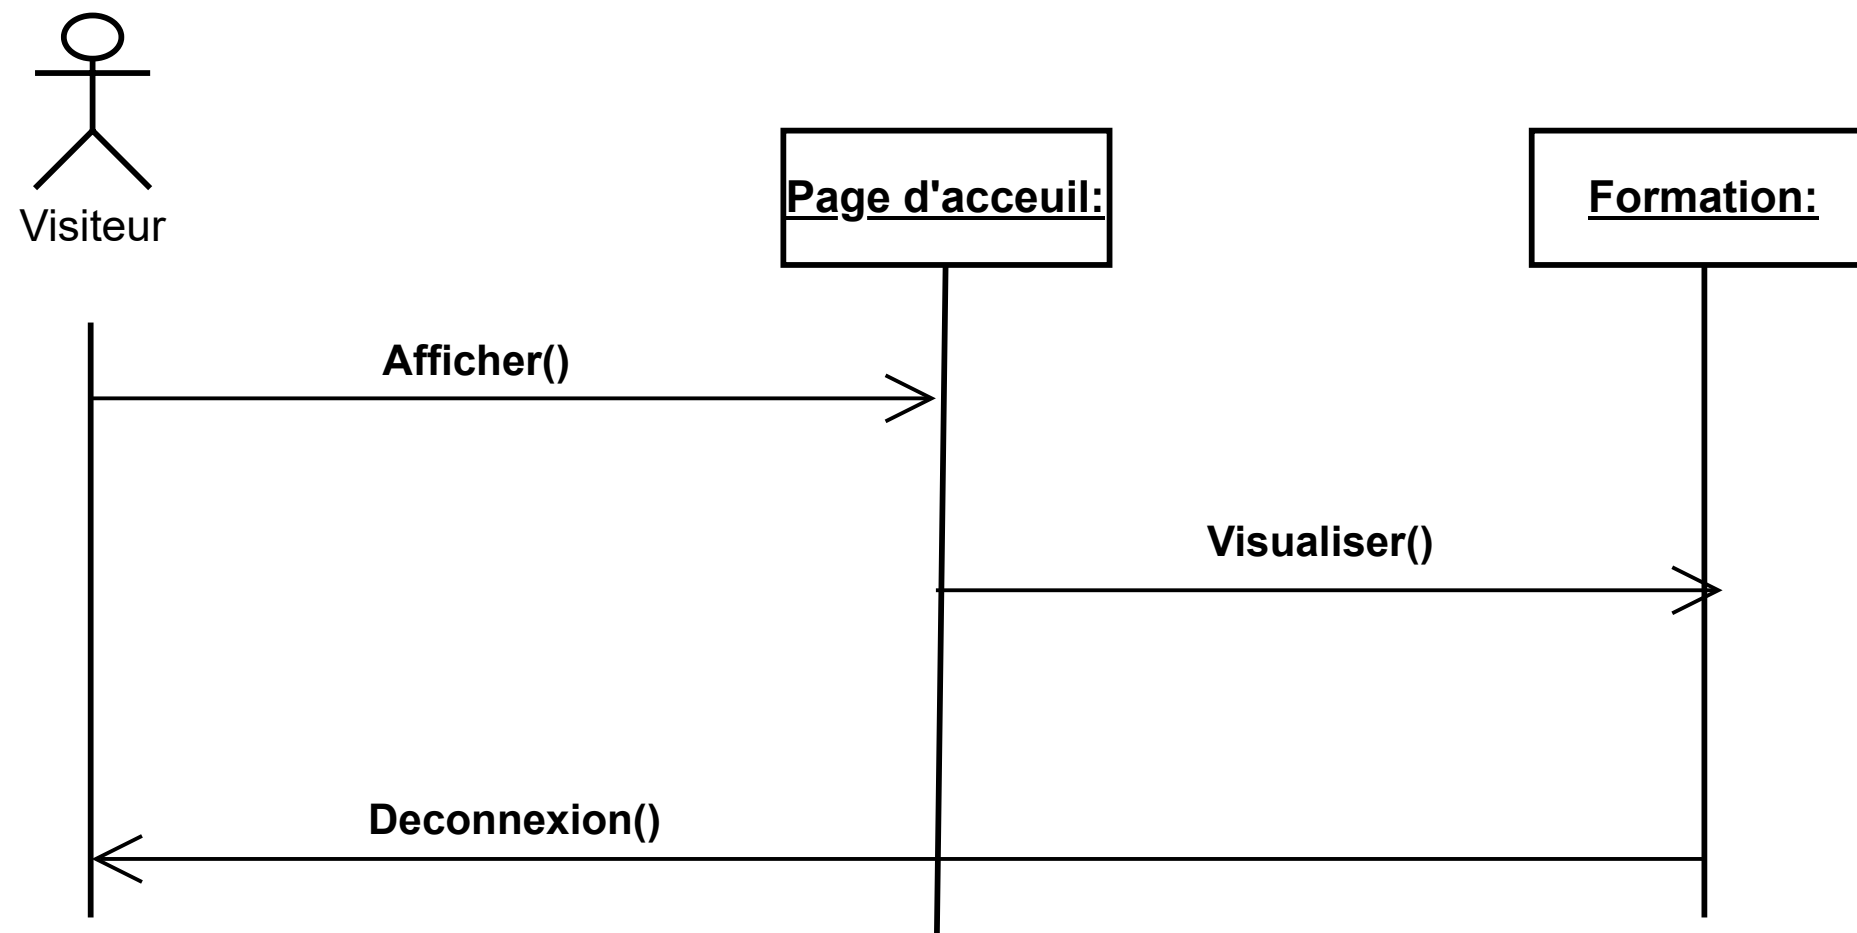 Visiteur
Page d'acceuil:
Formation:
Afficher()
Visualiser()
Deconnexion()